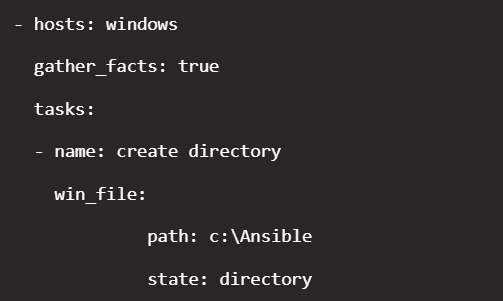 - hosts: windows
  gather_facts: true
  tasks:
  - name: create directory
    win_file:
             path: c:\Ansible
             state: directory